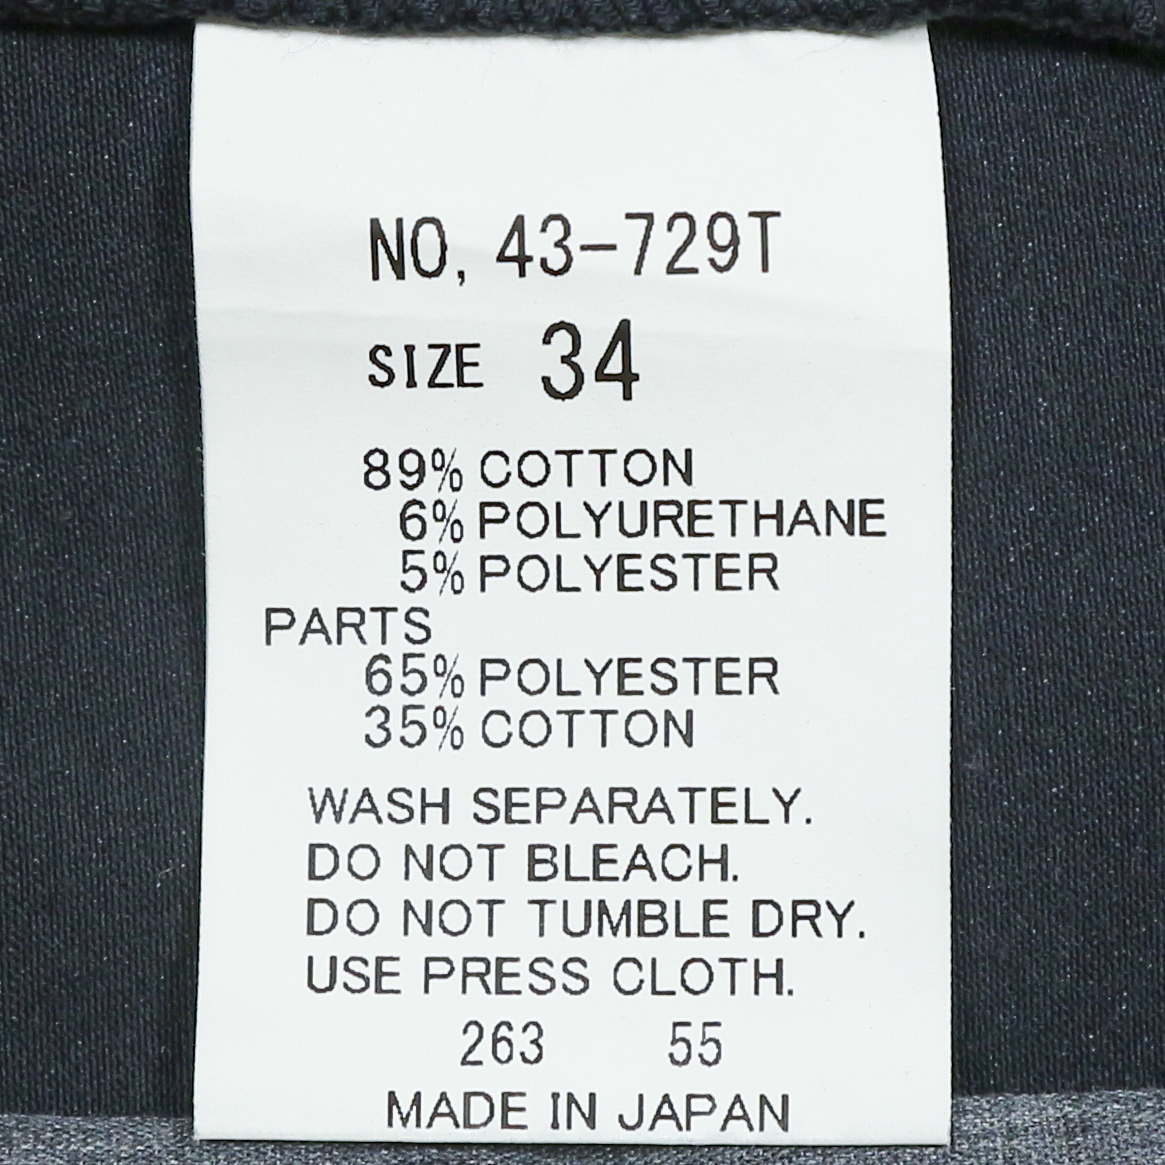 NO, 43-729T
SIZE 34
89% COTTON
6% POLYURETHANE
5% POLYESTER
PARTS
65% POLYESTER
35% COTTON
WASH SEPARATELY.
DO NOT BLEACH.
DO NOT TUMBLE DRY.
USE PRESS CLOTH.
263 55
MADE IN JAPAN